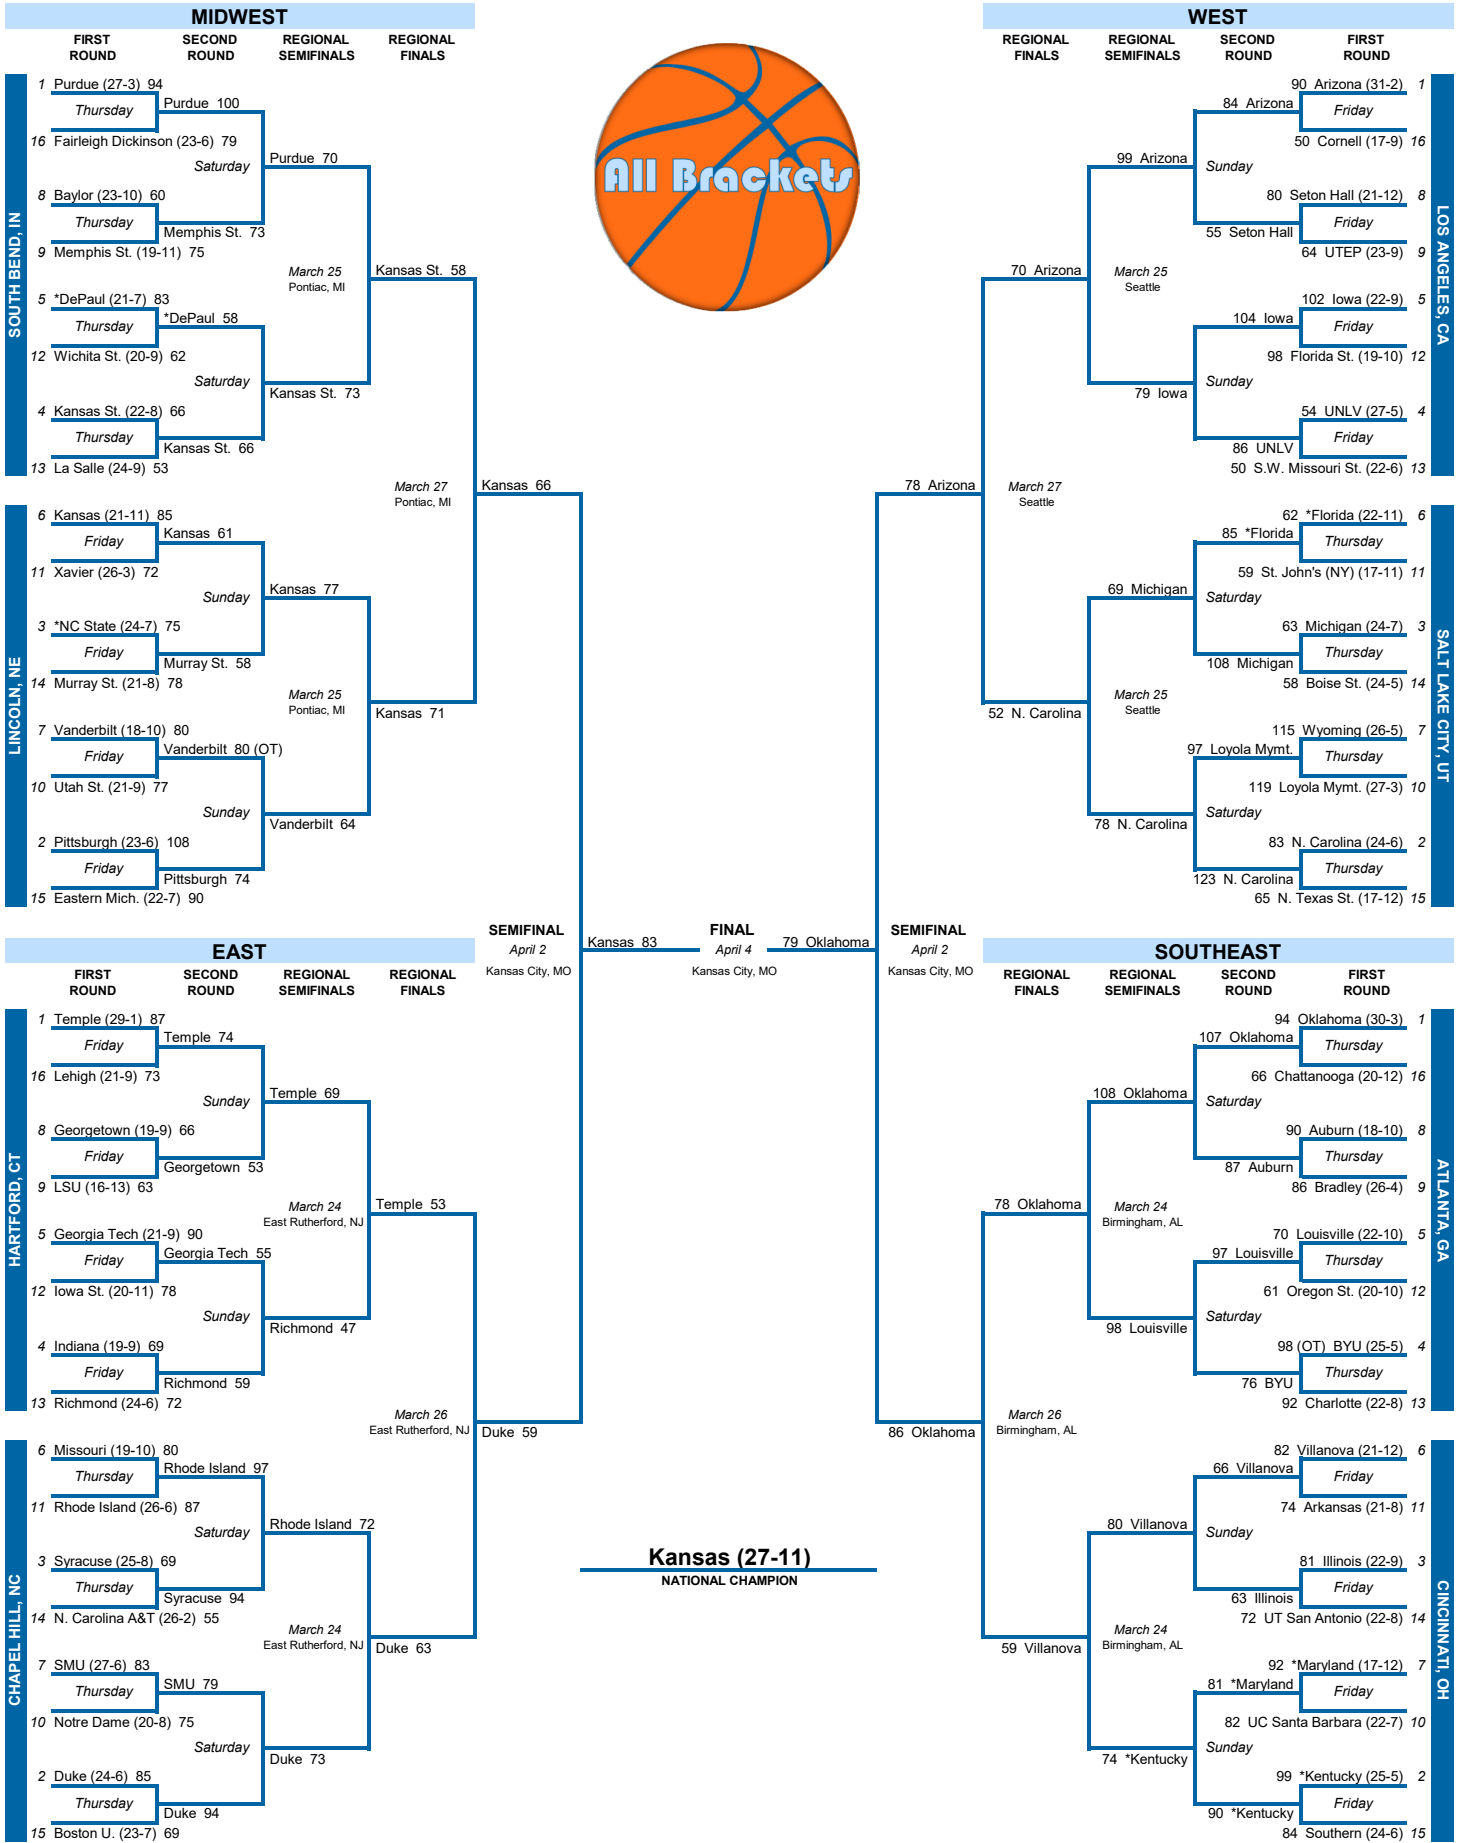 MIDWEST
FIRST ROUND
SECOND ROUND
REGIONAL SEMIFINALS
REGIONAL FINALS
SOUTH BEND, IN
1 Purdue (27-3) 94
Thursday
16 Fairleigh Dickinson (23-6) 79
Purdue 100
Saturday
8 Baylor (23-10) 60
Thursday
9 Memphis St. (19-11) 75
Memphis St. 73
Purdue 70
March 25
Pontiac, MI
5 *DePaul (21-7) 83
Thursday
12 Wichita St. (20-9) 62
*DePaul 58
Saturday
4 Kansas St. (22-8) 66
Thursday
13 La Salle (24-9) 53
Kansas St. 66
Kansas St. 73
Kansas St. 58
March 27
Pontiac, MI
LINCOLN, NE
6 Kansas (21-11) 85
Friday
11 Xavier (26-3) 72
Kansas 61
Sunday
3 *NC State (24-7) 75
Friday
14 Murray St. (21-8) 78
Murray St. 58
Kansas 77
March 25
Pontiac, MI
7 Vanderbilt (18-10) 80
Friday
10 Utah St. (21-9) 77
Vanderbilt 80 (OT)
Sunday
2 Pittsburgh (23-6) 108
Friday
15 Eastern Mich. (22-7) 90
Pittsburgh 74
Vanderbilt 64
Kansas 71
Kansas 66
All Brackets
WEST
REGIONAL FINALS
REGIONAL SEMIFINALS
SECOND ROUND
FIRST ROUND
LOS ANGELES, CA
90 Arizona (31-2) 1
Friday
50 Cornell (17-9) 16
84 Arizona
Sunday
80 Seton Hall (21-12) 8
Friday
64 UTEP (23-9) 9
55 Seton Hall
99 Arizona
March 25
Seattle
102 Iowa (22-9) 5
Friday
98 Florida St. (19-10) 12
104 Iowa
Sunday
54 UNLV (27-5) 4
Friday
50 S.W. Missouri St. (22-6) 13
86 UNLV
79 Iowa
70 Arizona
March 27
Seattle
SALT LAKE CITY, UT
62 *Florida (22-11) 6
Thursday
59 St. John's (NY) (17-11) 11
85 *Florida
Saturday
63 Michigan (24-7) 3
Thursday
58 Boise St. (24-5) 14
108 Michigan
69 Michigan
March 25
Seattle
115 Wyoming (26-5) 7
Thursday
119 Loyola Mymt. (27-3) 10
97 Loyola Mymt.
Saturday
83 N. Carolina (24-6) 2
Thursday
65 N. Texas St. (17-12) 15
123 N. Carolina
78 N. Carolina
52 N. Carolina
78 Arizona
SEMIFINAL
April 2
Kansas City, MO
Kansas 83
FINAL
April 4
Kansas City, MO
79 Oklahoma
SEMIFINAL
April 2
Kansas City, MO
EAST
FIRST ROUND
SECOND ROUND
REGIONAL SEMIFINALS
REGIONAL FINALS
HARTFORD, CT
1 Temple (29-1) 87
Friday
16 Lehigh (21-9) 73
Temple 74
Sunday
8 Georgetown (19-9) 66
Friday
9 LSU (16-13) 63
Georgetown 53
Temple 69
March 24
East Rutherford, NJ
5 Georgia Tech (21-9) 90
Friday
12 Iowa St. (20-11) 78
Georgia Tech 55
Sunday
4 Indiana (19-9) 69
Friday
13 Richmond (24-6) 72
Richmond 59
Richmond 47
Temple 53
March 26
East Rutherford, NJ
CHAPEL HILL, NC
6 Missouri (19-10) 80
Thursday
11 Rhode Island (26-6) 87
Rhode Island 97
Saturday
3 Syracuse (25-8) 69
Thursday
14 N. Carolina A&T (26-2) 55
Syracuse 94
Rhode Island 72
March 24
East Rutherford, NJ
7 SMU (27-6) 83
Thursday
10 Notre Dame (20-8) 75
SMU 79
Saturday
2 Duke (24-6) 85
Thursday
15 Boston U. (23-7) 69
Duke 94
Duke 73
Duke 63
Duke 59
SOUTHEAST
REGIONAL FINALS
REGIONAL SEMIFINALS
SECOND ROUND
FIRST ROUND
ATLANTA, GA
94 Oklahoma (30-3) 1
Thursday
66 Chattanooga (20-12) 16
107 Oklahoma
Saturday
90 Auburn (18-10) 8
Thursday
86 Bradley (26-4) 9
87 Auburn
108 Oklahoma
March 24
Birmingham, AL
70 Louisville (22-10) 5
Thursday
61 Oregon St. (20-10) 12
97 Louisville
Saturday
98 (OT) BYU (25-5) 4
Thursday
92 Charlotte (22-8) 13
76 BYU
98 Louisville
78 Oklahoma
March 26
Birmingham, AL
CINCINNATI, OH
82 Villanova (21-12) 6
Friday
74 Arkansas (21-8) 11
66 Villanova
Sunday
81 Illinois (22-9) 3
Friday
72 UT San Antonio (22-8) 14
63 Illinois
80 Villanova
March 24
Birmingham, AL
92 *Maryland (17-12) 7
Friday
82 UC Santa Barbara (22-7) 10
81 *Maryland
Sunday
99 *Kentucky (25-5) 2
Friday
84 Southern (24-6) 15
90 *Kentucky
74 *Kentucky
59 Villanova
86 Oklahoma
Kansas (27-11)
NATIONAL CHAMPION